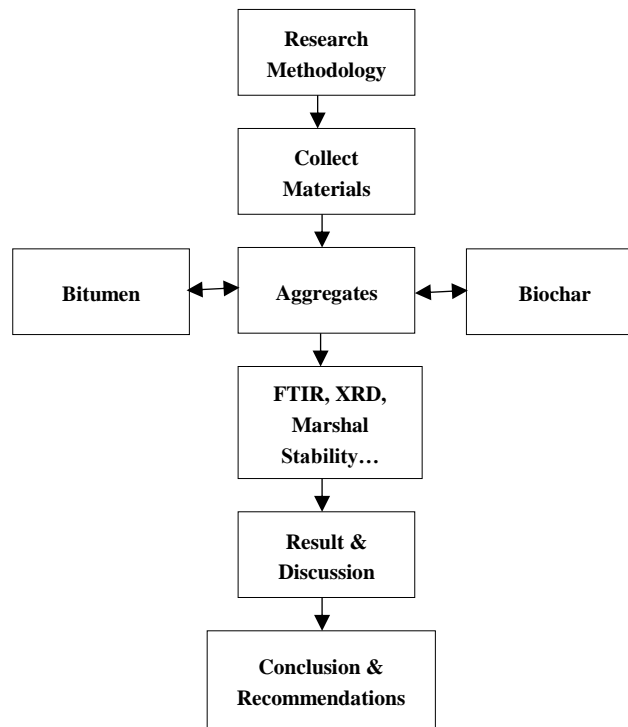 Research
Methodology
Collect
Materials
Bitumen
Aggregates
Biochar
FTIR, XRD,
Marshal
Stability…
Result &
Discussion
Conclusion &
Recommendations